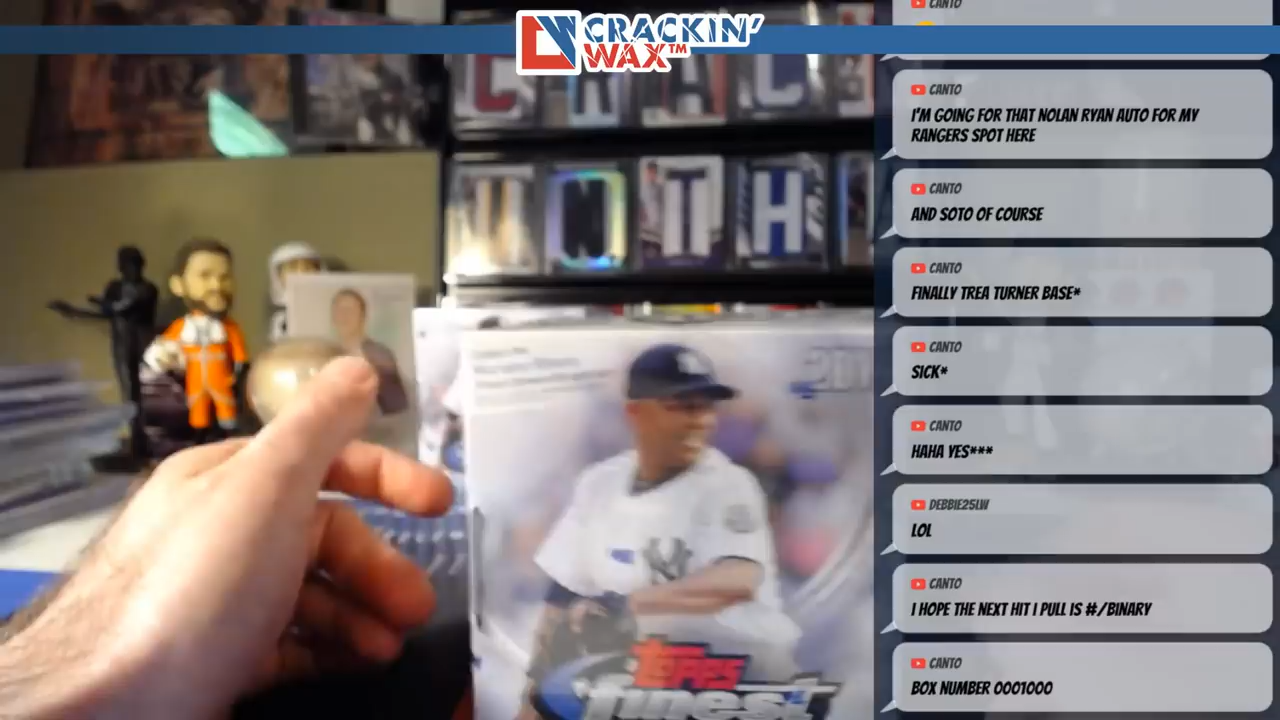 CRACKIN'
WAX™
CANTO
CANTO
I'M GOING FOR THAT NOLAN RYAN AUTO FOR MY
RANGERS SPOT HERE
CANTO
AND SOTO OF COURSE
CANTO
FINALLY TREA TURNER BASE*
CANTO
SICK*
CANTO
HAHA YES***
DEBBIE25LW
LOL
CANTO
I HOPE THE NEXT HIT I PULL IS #/BINARY
CANTO
BOX NUMBER 0001000
C R A C
U N T H
201
TOPPS
finest